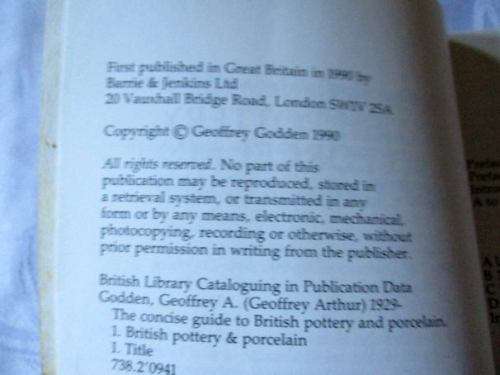 First published in Great Britain in 1990 by
Barrie & Jenkins Ltd
20 Vauxhall Bridge Road, London SW1V 2SA
Copyright © Geoffrey Godden 1990
All rights reserved. No part of this
publication may be reproduced, stored in
a retrieval system, or transmitted in any
form or by any means, electronic, mechanical,
photocopying, recording or otherwise, without
prior permission in writing from the publisher.
British Library Cataloguing in Publication Data
Godden, Geoffrey A. (Geoffrey Arthur) 1929-
The concise guide to British pottery and porcelain.
1. British pottery & porcelain
I. Title
738.2'0941